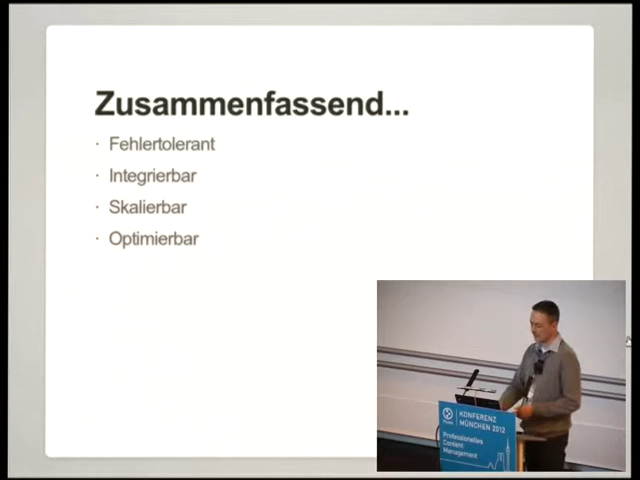 Zusammenfassend...
· Fehlertolerant
· Integrierbar
· Skalierbar
· Optimierbar
KONFERENZ
MÜNCHEN 2012
Professionelles
Content
Management